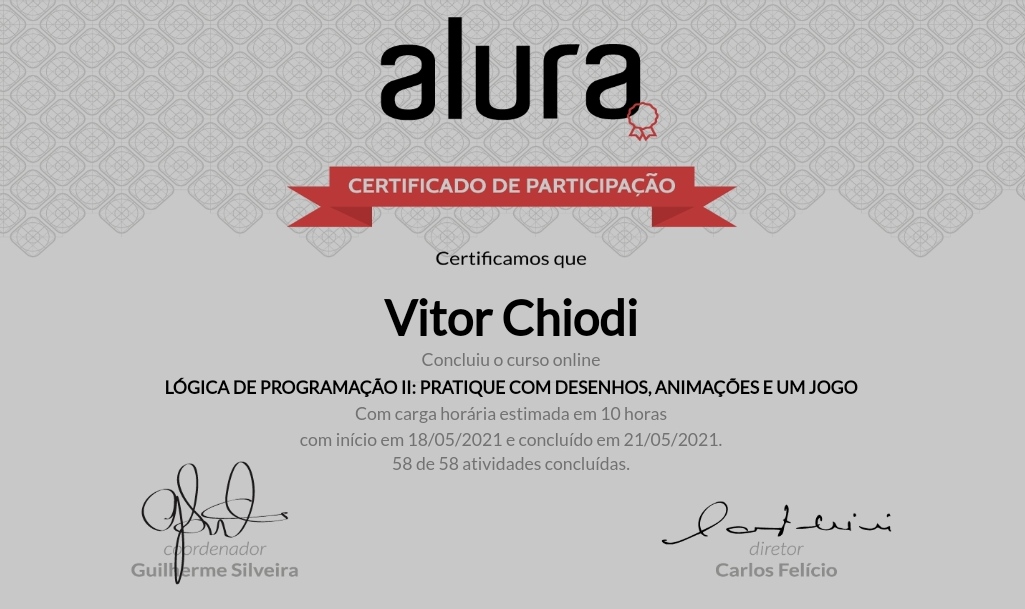 alura
CERTIFICADO DE PARTICIPAÇÃO
Certificamos que
Vitor Chiodi
Concluiu o curso online
LÓGICA DE PROGRAMAÇÃO II: PRATIQUE COM DESENHOS, ANIMAÇÕES E UM JOGO
Com carga horária estimada em 10 horas
com início em 18/05/2021 e concluído em 21/05/2021.
58 de 58 atividades concluídas.
coordenador
Guilherme Silveira
diretor
Carlos Felício